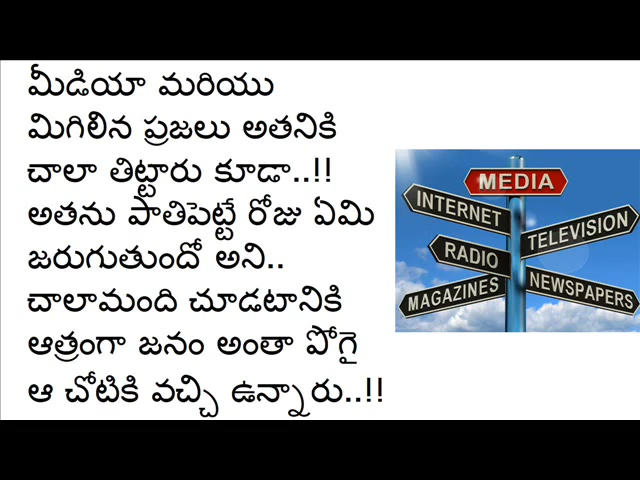 మీడియా మరియు
మిగిలిన ప్రజలు అతనికి
చాలా తిట్టారు కూడా..!!
అతను పాతిపెట్టే రోజు ఏమి
జరుగుతుందో అని..
చాలామంది చూడటానికి
ఆత్రంగా జనం అంతా పోగై
ఆ చోటికి వచ్చి ఉన్నారు..!!
MEDIA
INTERNET
TELEVISION
RADIO
MAGAZINES
NEWSPAPERS